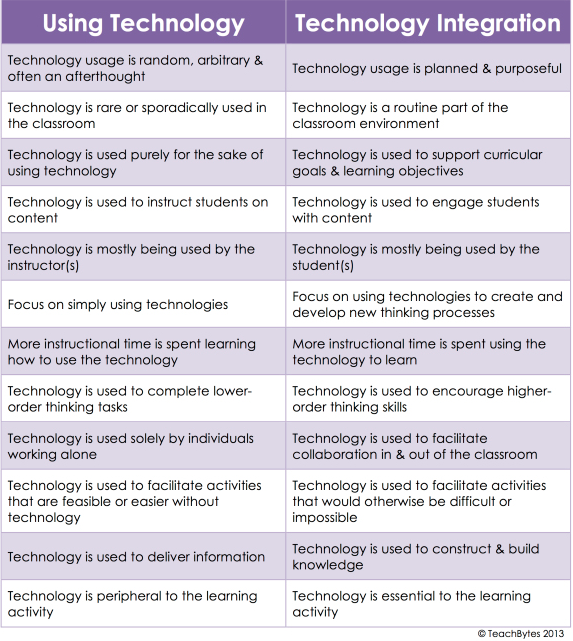 Using Technology
Technology Integration
Technology usage is random, arbitrary &
often an afterthought
Technology usage is planned & purposeful
Technology is rare or sporadically used in
the classroom
Technology is a routine part of the
classroom environment
Technology is used purely for the sake of
using technology
Technology is used to support curricular
goals & learning objectives
Technology is used to instruct students on
content
Technology is used to engage students
with content
Technology is mostly being used by the
instructor(s)
Technology is mostly being used by the
student(s)
Focus on simply using technologies
Focus on using technologies to create and
develop new thinking processes
More instructional time is spent learning
how to use the technology
More instructional time is spent using the
technology to learn
Technology is used to complete lower-
order thinking tasks
Technology is used to encourage higher-
order thinking skills
Technology is used solely by individuals
working alone
Technology is used to facilitate
collaboration in & out of the classroom
Technology is used to facilitate activities
that are feasible or easier without
technology
Technology is used to facilitate activities
that would otherwise be difficult or
impossible
Technology is used to deliver information
Technology is used to construct & build
knowledge
Technology is peripheral to the learning
activity
Technology is essential to the learning
activity
© TeachBytes 2013